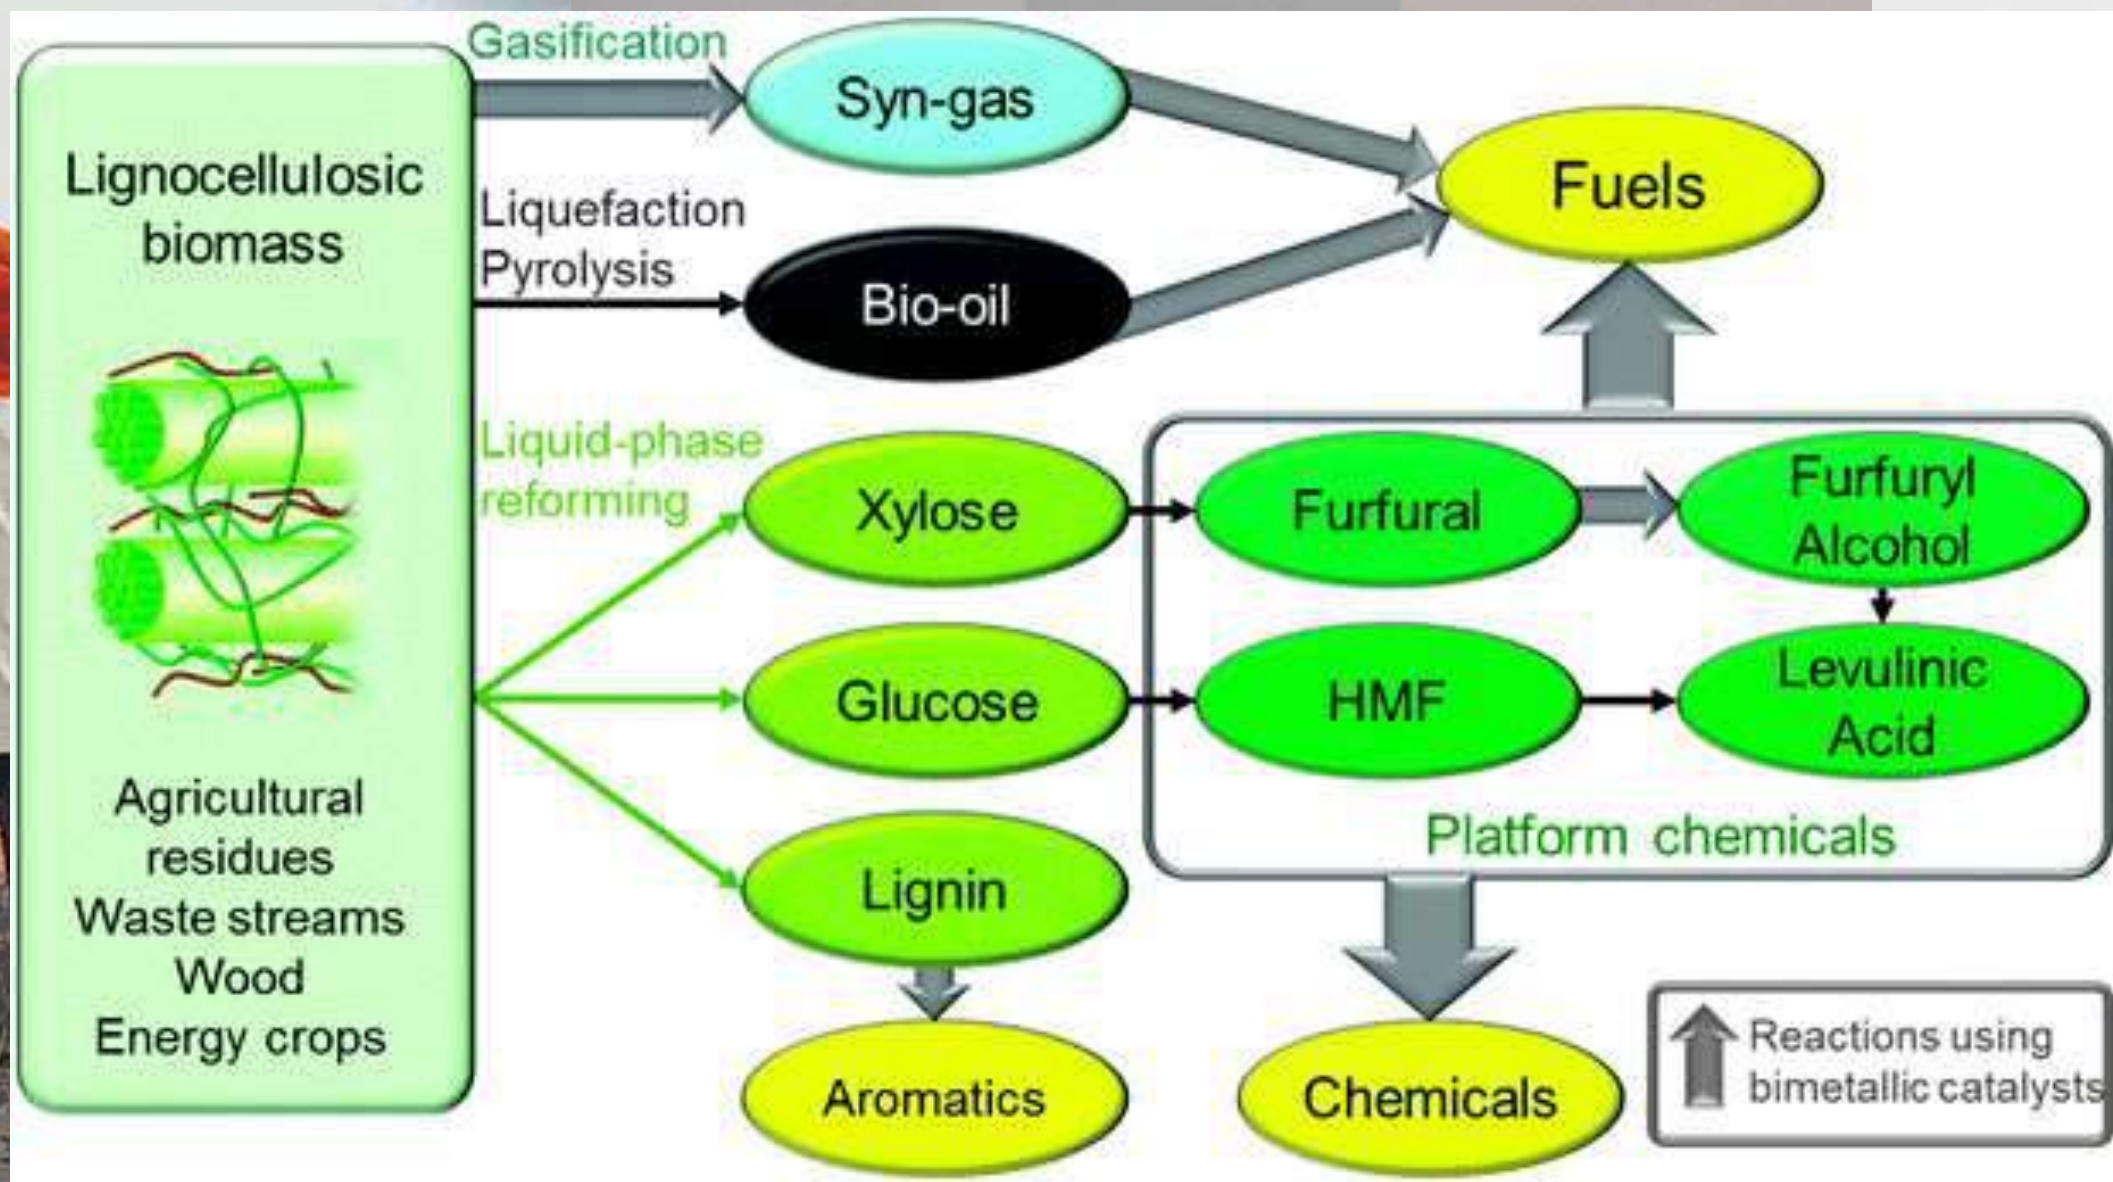 Lignocellulosic
biomass
Agricultural
residues
Waste streams
Wood
Energy crops
Gasification
Syn-gas
Liquefaction
Pyrolysis
Bio-oil
Fuels
Liquid-phase
reforming
Xylose
Furfural
Furfuryl
Alcohol
Glucose
HMF
Levulinic
Acid
Platform chemicals
Lignin
Aromatics
Chemicals
Reactions using
bimetallic catalysts